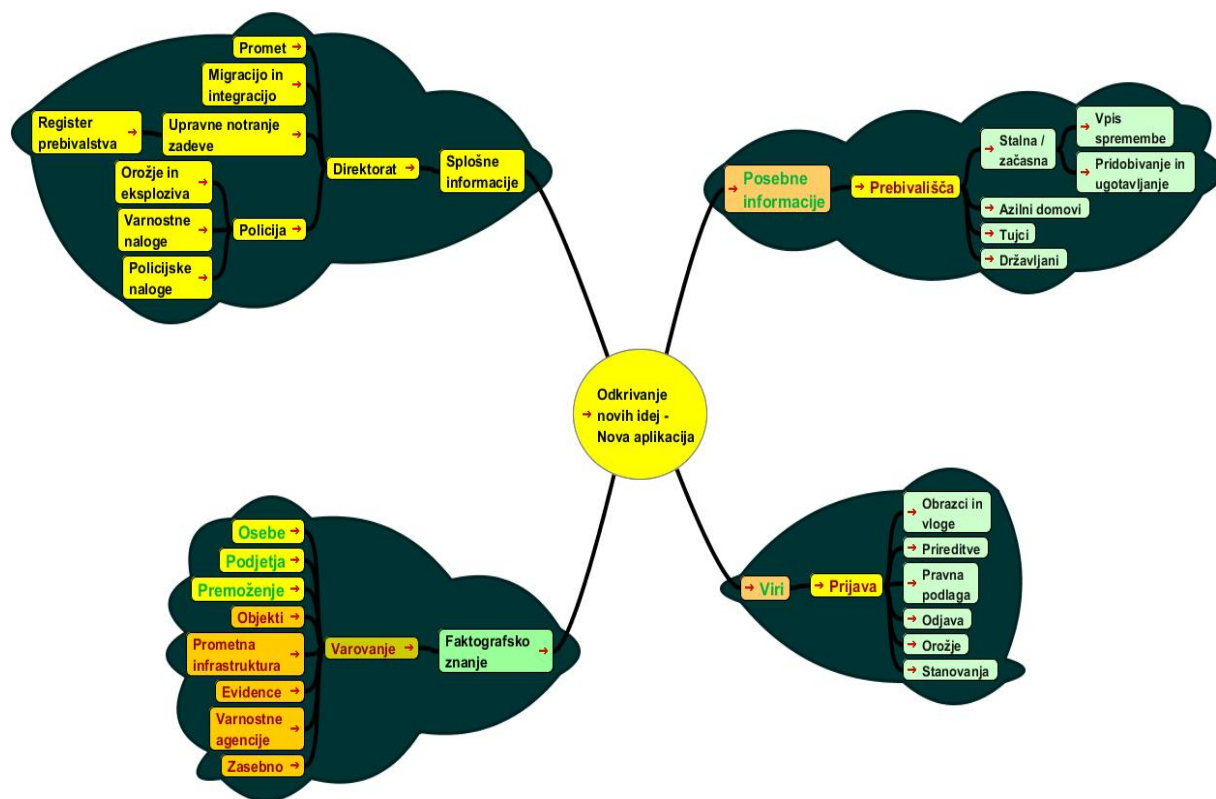 Promet
Migracijo in
integracijo
Register
prebivalstva
Upravne notranje
zadeve
Orožje in
eksploziva
Varnostne
naloge
Policijske
naloge
Policija
Direktorat
Splošne
informacije
Posebne
informacije
Prebivališča
Stalna /
začasna
Vpis
spremembe
Pridobivanje in
ugotavljanje
Azilni domovi
Tujci
Državljani
Odkrivanje
novih idej -
Nova aplikacija
Osebe
Podjetja
Premoženje
Objekti
Prometna
infrastruktura
Evidence
Varnostne
agencije
Zasebno
Varovanje
Faktografsko
znanje
Viri
Prijava
Obrazci in
vloge
Prireditve
Pravna
podlaga
Odjava
Orožje
Stanovanja